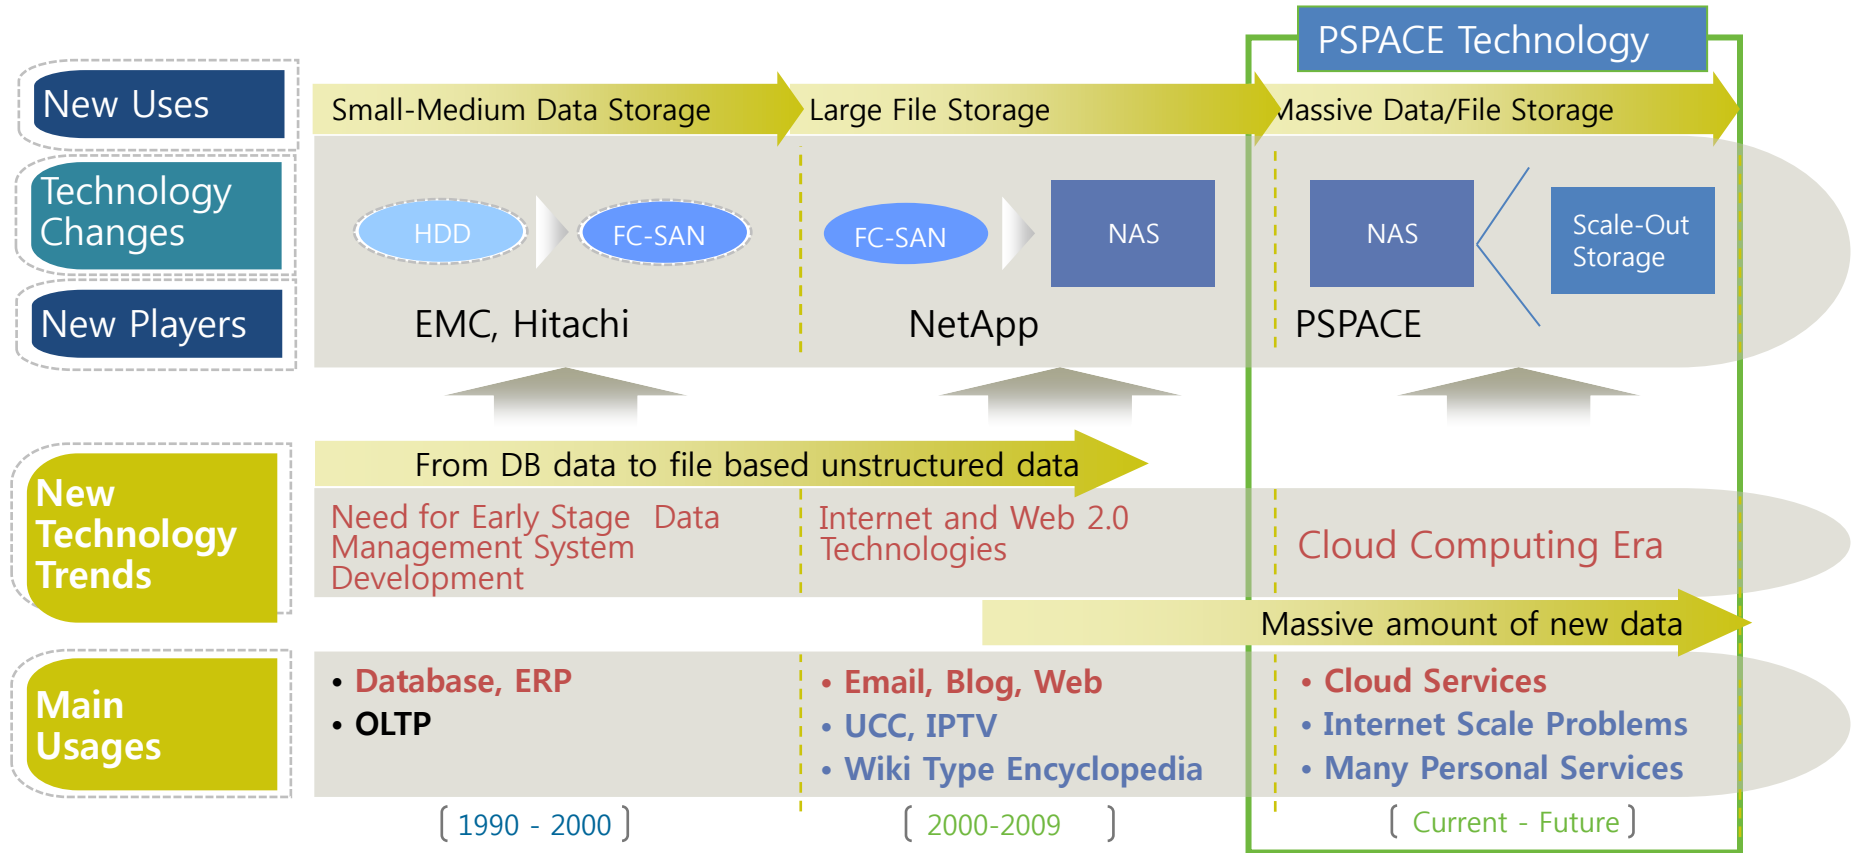 PSPACE Technology
New Uses
Small-Medium Data Storage
Large File Storage
Massive Data/File Storage
Technology
Changes
HDD
FC-SAN
FC-SAN
NAS
NAS
Scale-Out
Storage
New Players
EMC, Hitachi
NetApp
PSPACE
From DB data to file based unstructured data
New
Technology
Trends
Need for Early Stage Data
Management System
Development
Internet and Web 2.0
Technologies
Cloud Computing Era
Massive amount of new data
Main
Usages
• Database, ERP
• OLTP
• Email, Blog, Web
• UCC, IPTV
• Wiki Type Encyclopedia
• Cloud Services
• Internet Scale Problems
• Many Personal Services
[ 1990 - 2000 ]
[ 2000-2009 ]
[ Current - Future ]